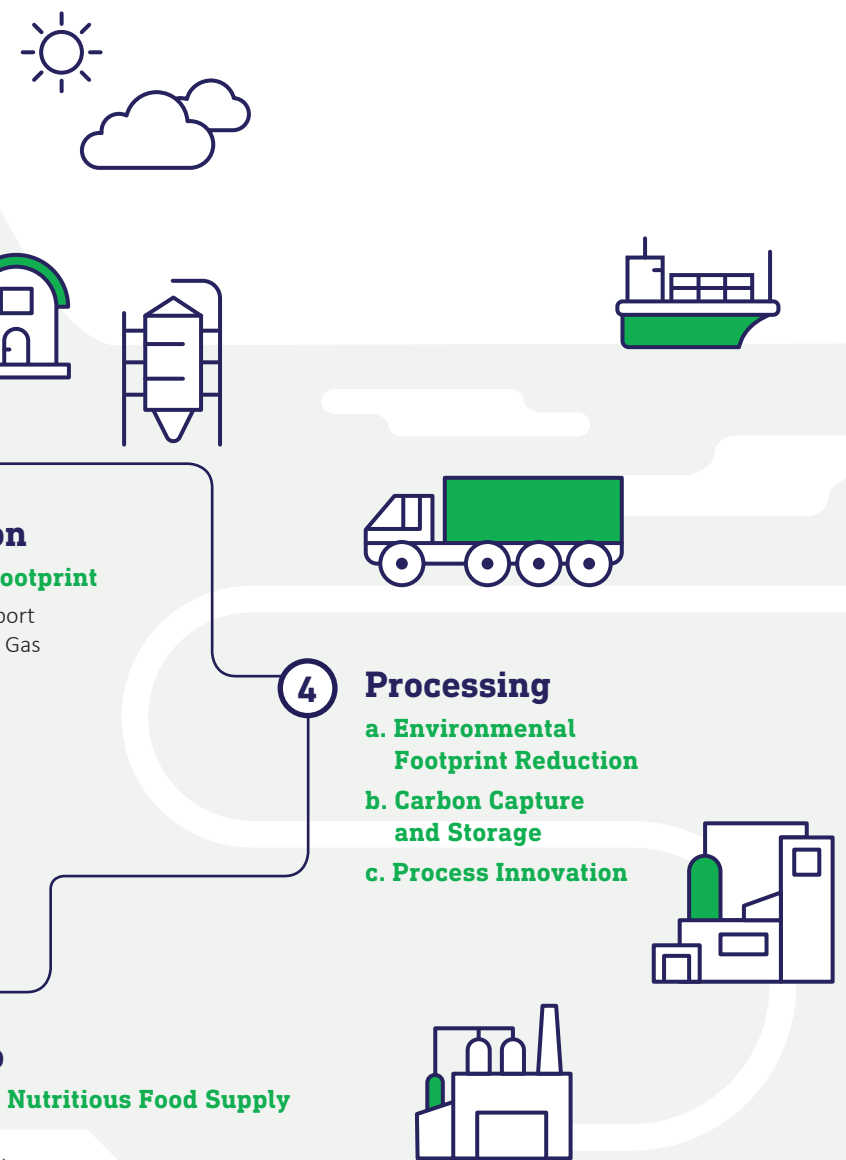 on
ootprint
port
Gas
4
Processing
a. Environmental
Footprint Reduction
b. Carbon Capture
and Storage
c. Process Innovation
Nutritious Food Supply